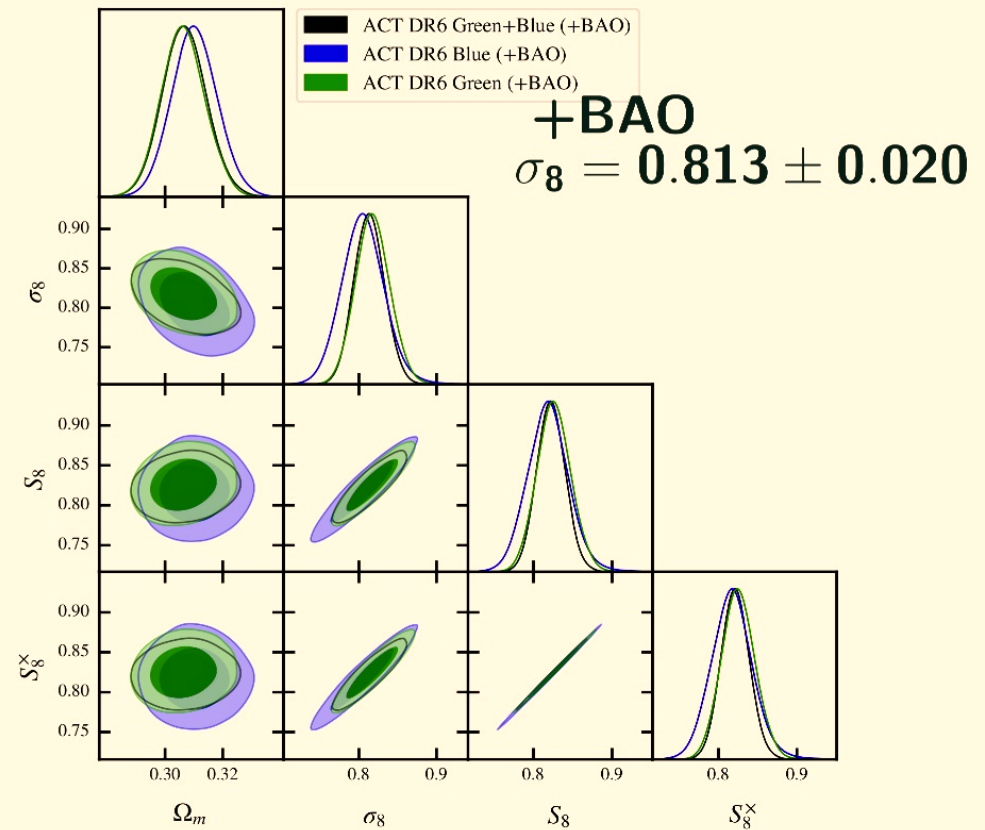 ACT DR6 Green+Blue (+BAO)
ACT DR6 Blue (+BAO)
ACT DR6 Green (+BAO)
+BAO
σ₈ = 0.813 ± 0.020
0.90
0.85
0.80
0.75
σ₈
0.90
0.85
0.80
0.75
S₈
0.90
0.85
0.80
0.75
S₈^×
0.30 0.32
0.8 0.9
0.8 0.9
0.8 0.9
Ωₘ
σ₈
S₈
S₈^×